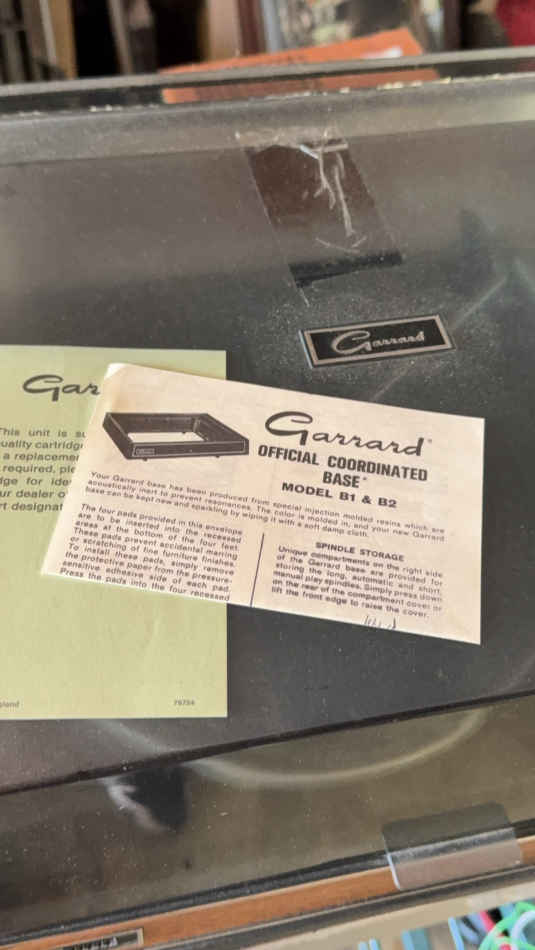 Garrard
Gar
This unit is su
uality cartridge
a replacemen
required, ple
dge for iden
ur dealer o
rt designat
gland
79754
Garrard®
OFFICIAL COORDINATED
BASE*
MODEL B1 & B2
Your Garrard base has been produced from special injection molded resins which are
acoustically inert to prevent resonances. The color is molded in, and your new Garrard
base can be kept new and sparkling by wiping it with a soft damp cloth.
The four pads provided in this envelope
are to be inserted into the recessed
areas at the bottom of the four feet.
These pads prevent accidental marring
or scratching of fine furniture finishes.
To install these pads, simply remove
the protective paper from the pressure-
sensitive adhesive side of each pad.
Press the pads into the four recessed
SPINDLE STORAGE
Unique compartments on the right side
of the Garrard base are provided for
storing the long, automatic and short,
manual play spindles. Simply press down
on the rear of the compartment cover or
lift the front edge to raise the cover.